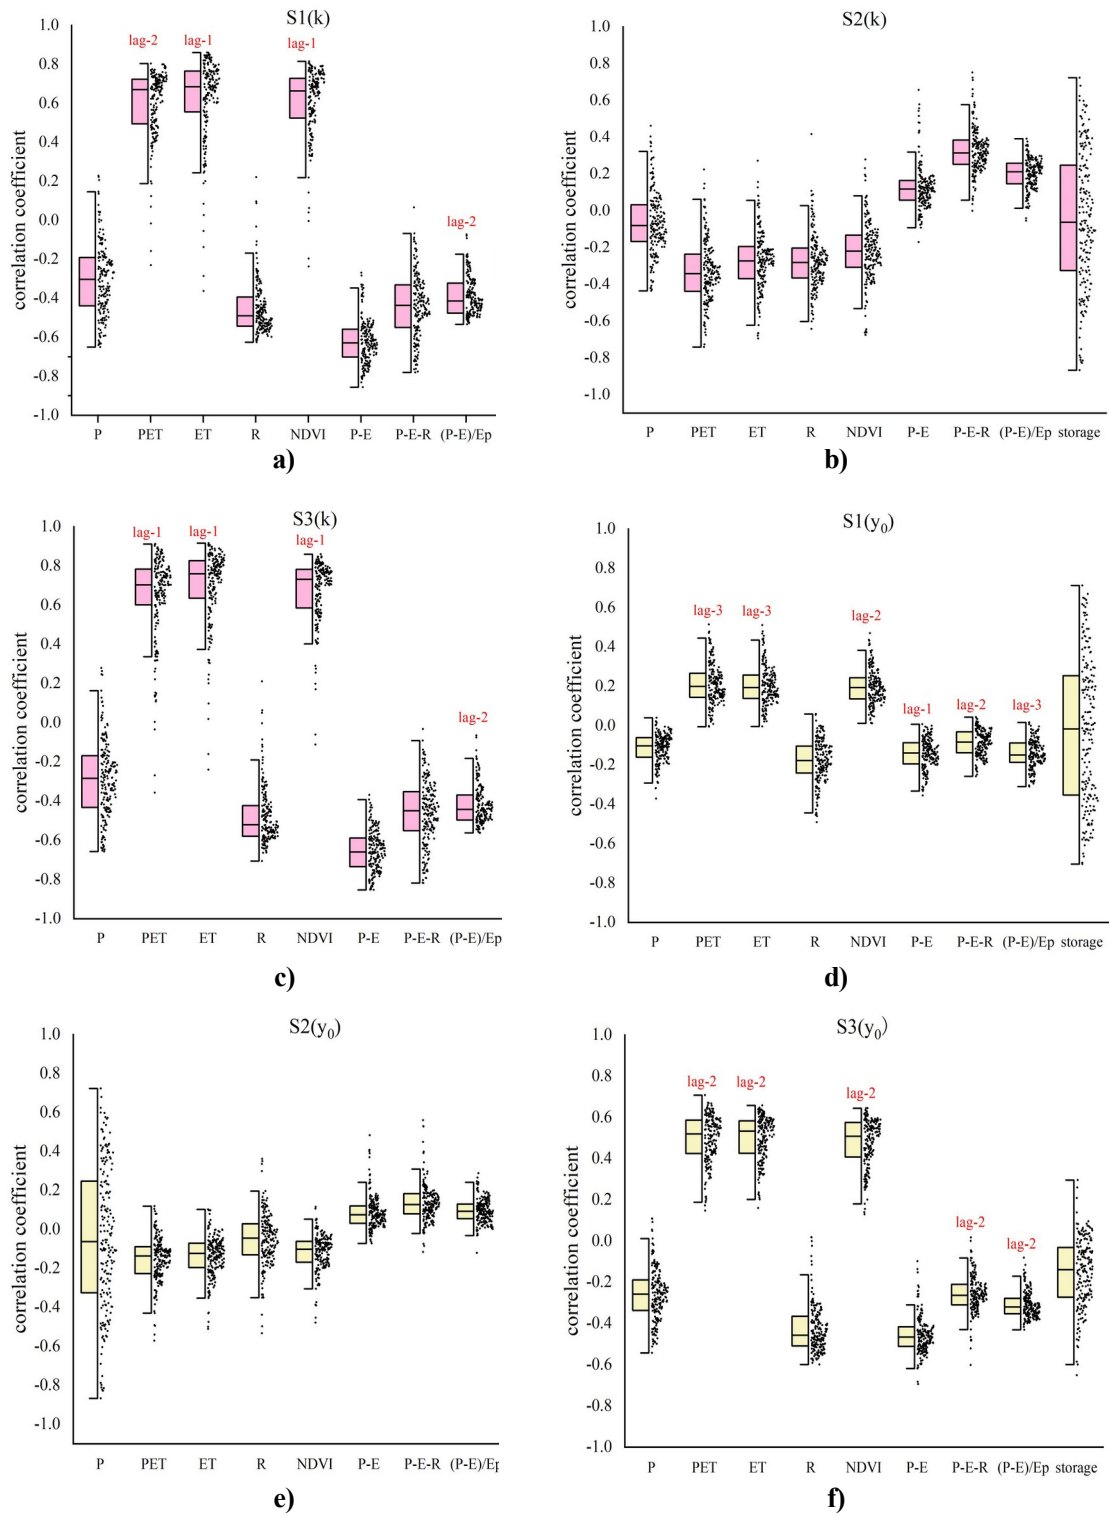 S1(k)
correlation coefficient
1.0
0.8
0.6
0.4
0.2
0.0
-0.2
-0.4
-0.6
-0.8
-1.0
lag-2
lag-1
lag-1
lag-2
P PET ET R NDVI P-E P-E-R (P-E)/Ep
a)
S2(k)
correlation coefficient
1.0
0.8
0.6
0.4
0.2
0.0
-0.2
-0.4
-0.6
-0.8
-1.0
P PET ET R NDVI P-E P-E-R (P-E)/Ep storage
b)
S3(k)
correlation coefficient
1.0
0.8
0.6
0.4
0.2
0.0
-0.2
-0.4
-0.6
-0.8
-1.0
lag-1
lag-1
lag-1
lag-2
P PET ET R NDVI P-E P-E-R (P-E)/Ep
c)
S1(y₀)
correlation coefficient
1.0
0.8
0.6
0.4
0.2
0.0
-0.2
-0.4
-0.6
-0.8
-1.0
lag-3
lag-3
lag-2
lag-1
lag-2
lag-3
P PET ET R NDVI P-E P-E-R (P-E)/Ep storage
d)
S2(y₀)
correlation coefficient
1.0
0.8
0.6
0.4
0.2
0.0
-0.2
-0.4
-0.6
-0.8
-1.0
P PET ET R NDVI P-E P-E-R (P-E)/Ep
e)
S3(y₀)
correlation coefficient
1.0
0.8
0.6
0.4
0.2
0.0
-0.2
-0.4
-0.6
-0.8
-1.0
lag-2
lag-2
lag-2
lag-2
lag-2
P PET ET R NDVI P-E P-E-R (P-E)/Ep storage
f)